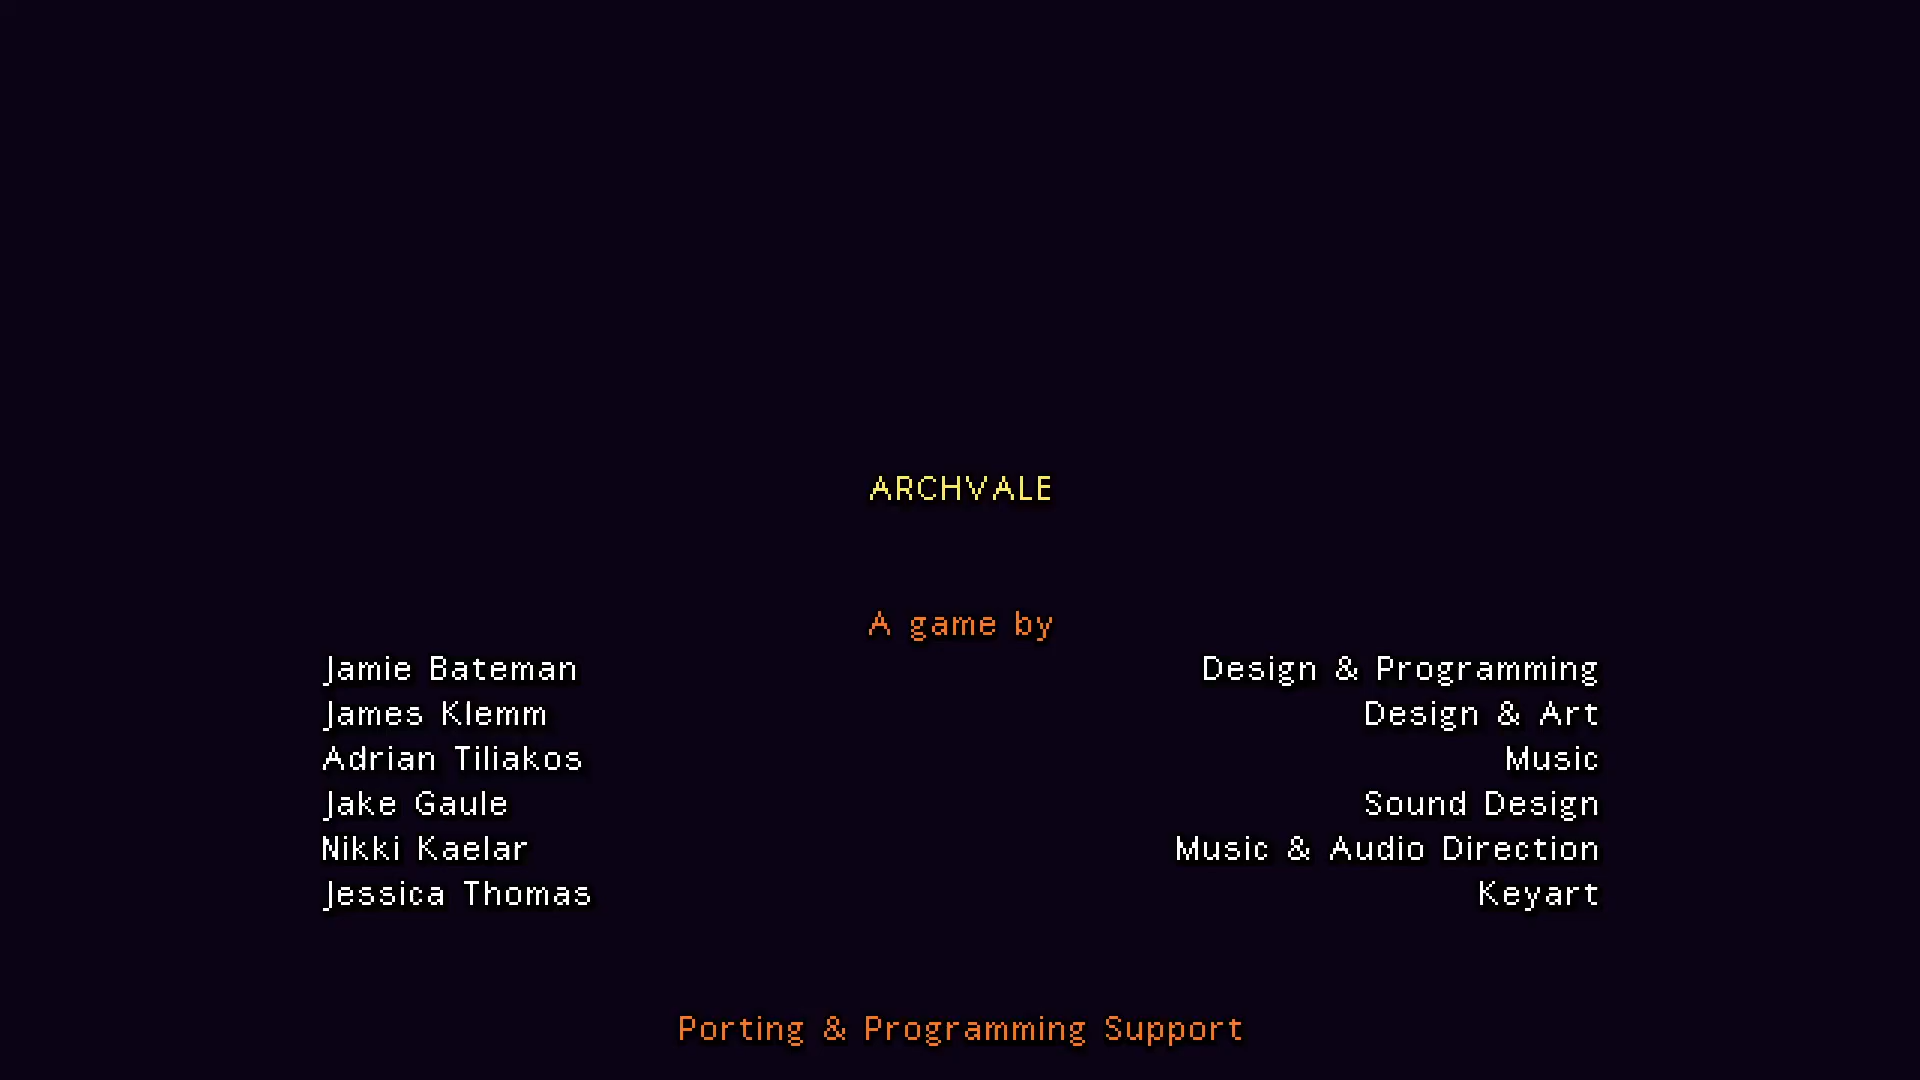 ARCHVALE
A game by
Jamie Bateman Design & Programming
James Klemm Design & Art
Adrian Tiliakos Music
Jake Gaule Sound Design
Nikki Kaelar Music & Audio Direction
Jessica Thomas Keyart
Porting & Programming Support